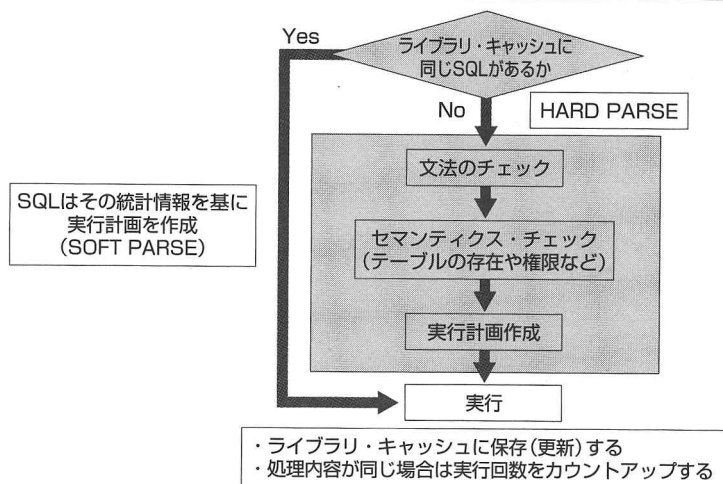 Yes
ライブラリ・キャッシュに
同じSQLがあるか
No
HARD PARSE
文法のチェック
SQLはその統計情報を基に
実行計画を作成
(SOFT PARSE)
セマンティクス・チェック
(テーブルの存在や権限など)
実行計画作成
実行
・ライブラリ・キャッシュに保存(更新)する
・処理内容が同じ場合は実行回数をカウントアップする